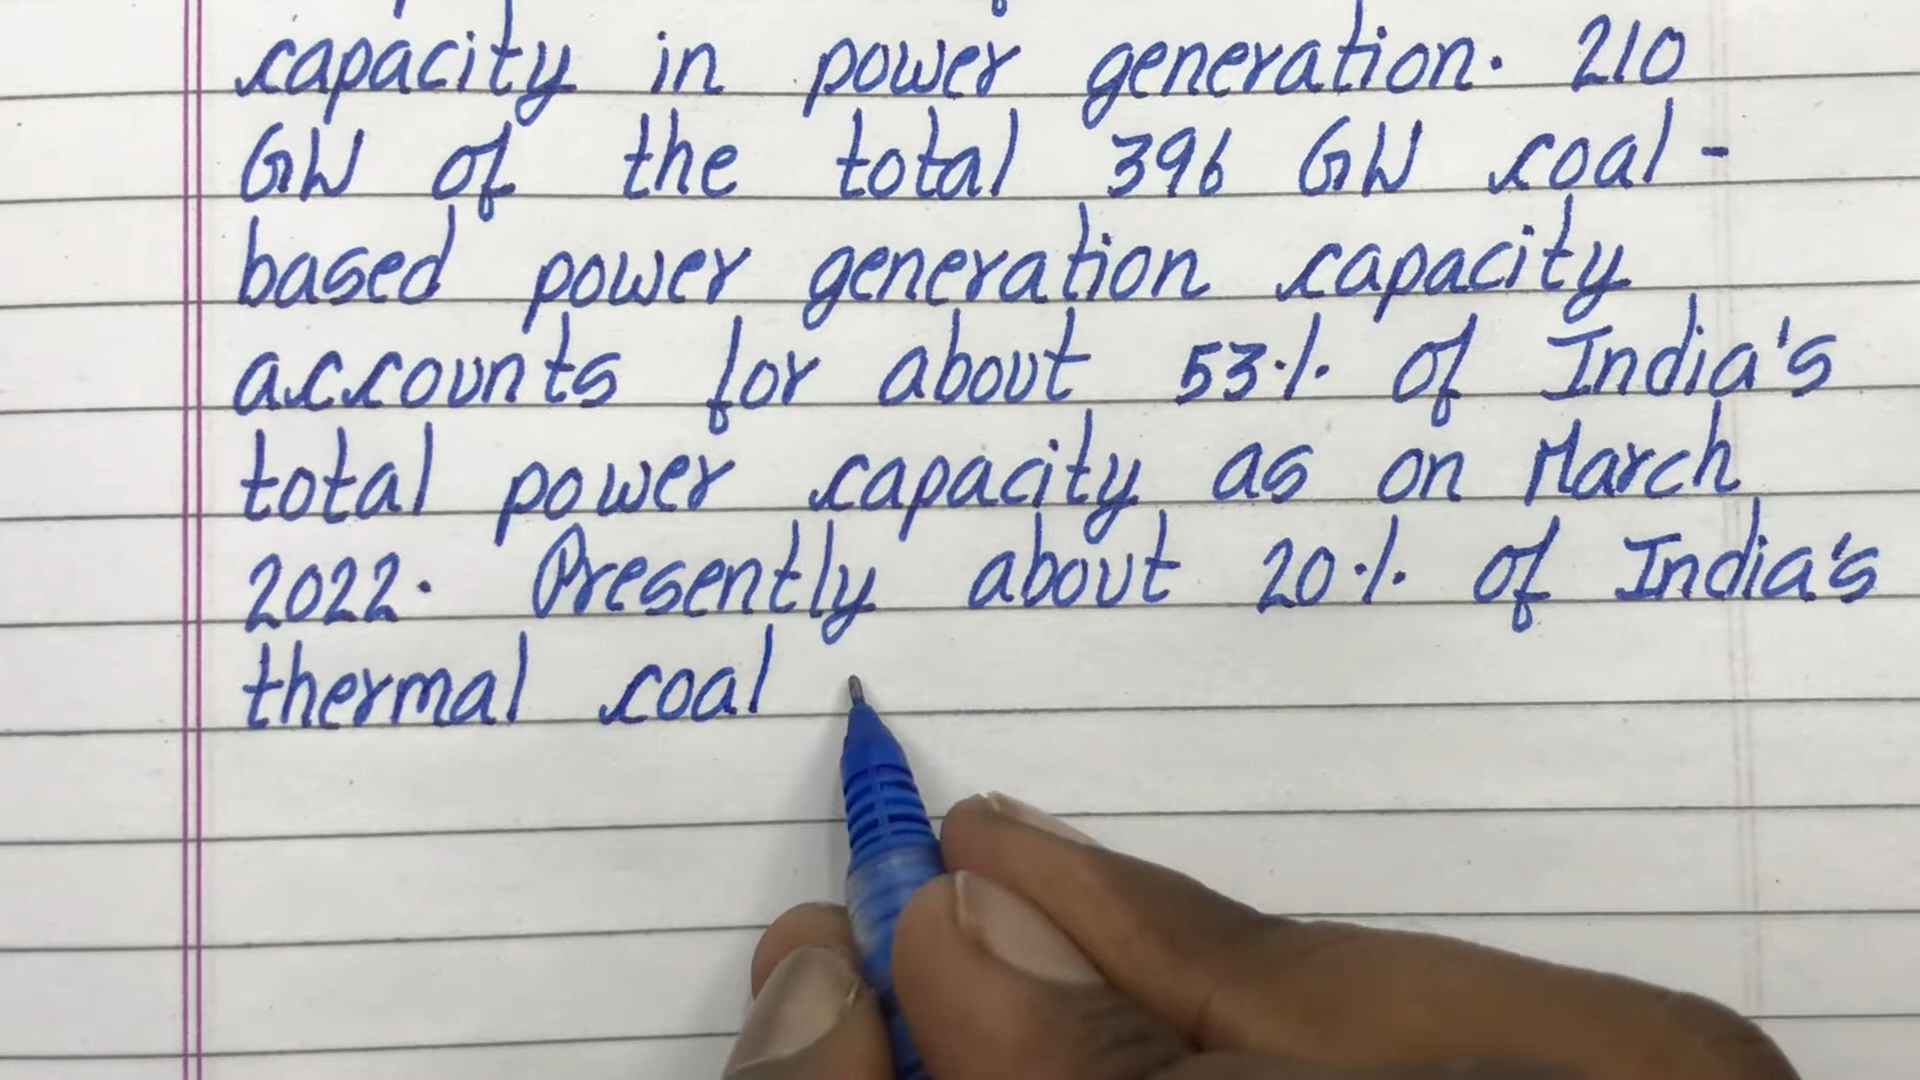 capacity in power generation. 210
GW of the total 396 GW coal-
based power generation capacity
accounts for about 53% of India's
total power capacity as on March
2022. Presently about 20% of India's
thermal coal